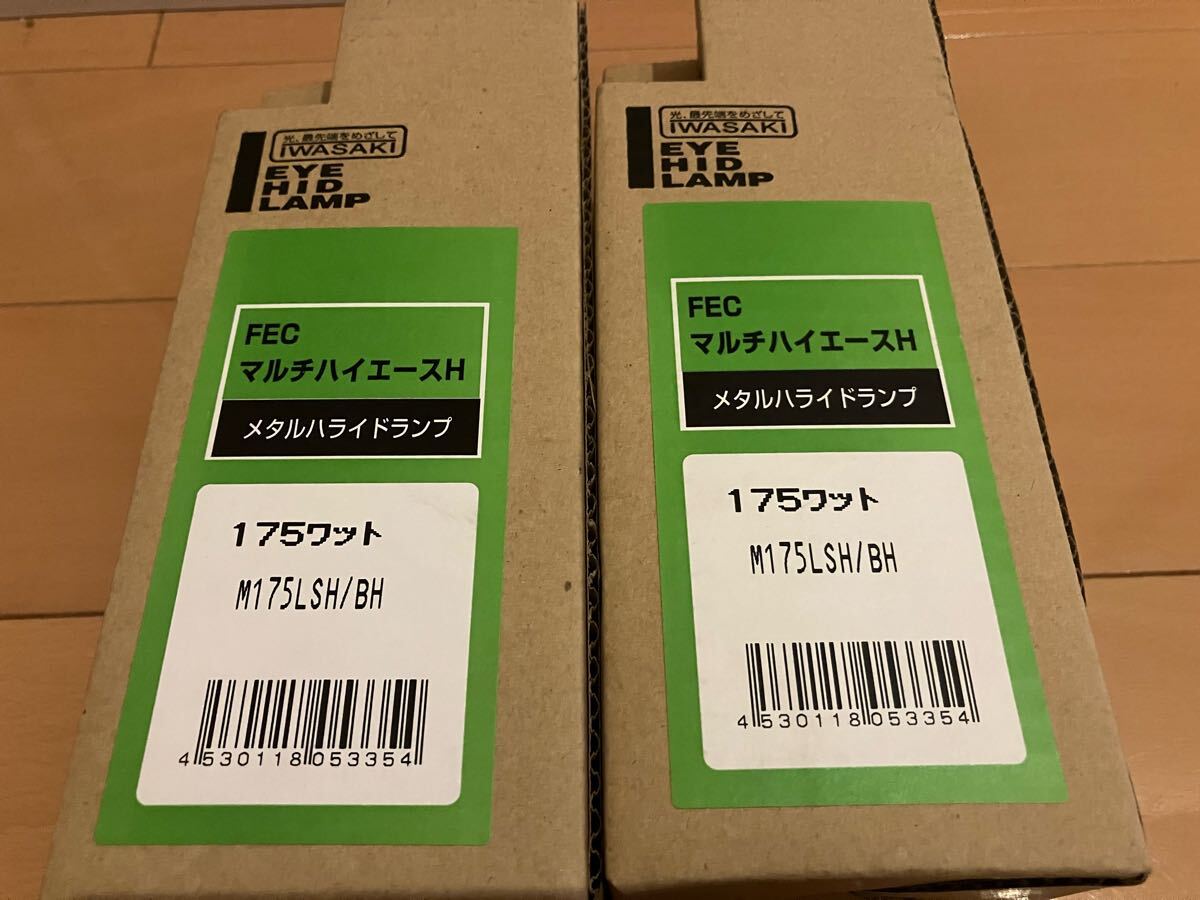 光、最先端をめざして
IWASAKI
EYE
HID
LAMP
FEC
マルチハイエースH
メタルハライドランプ
175ワット
M175LSH/BH
4530118053354
光、最先端をめざして
IWASAKI
EYE
HID
LAMP
FEC
マルチハイエースH
メタルハライドランプ
175ワット
M175LSH/BH
4530118053354